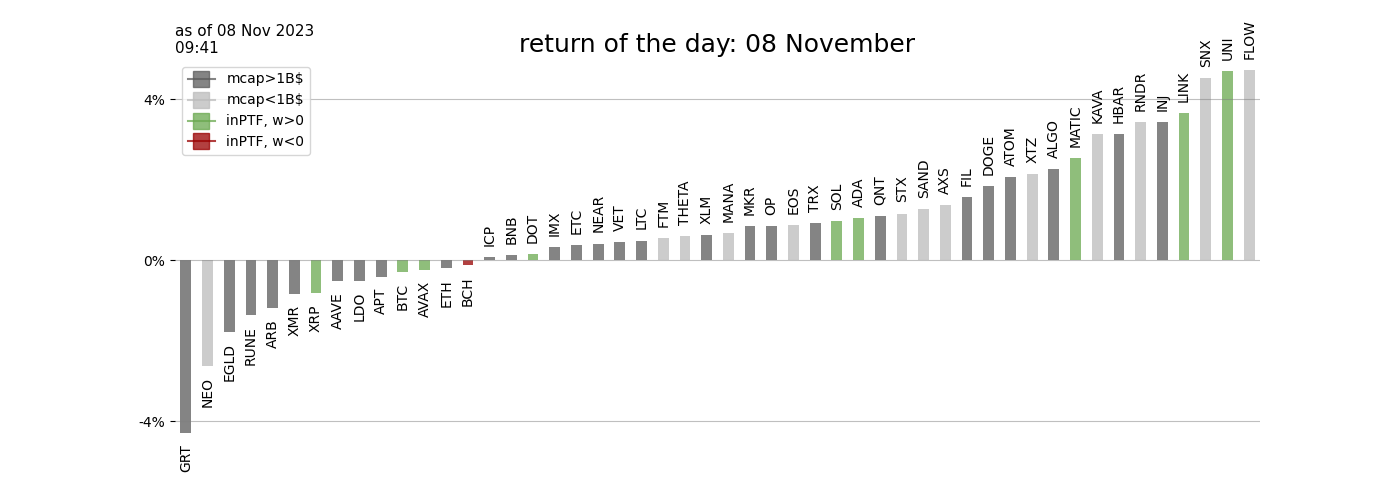 as of 08 Nov 2023
09:41
return of the day: 08 November
mcap>1B$
mcap<1B$
inPTF, w>0
inPTF, w<0
4%
0%
-4%
GRT
NEO
EGLD
RUNE
ARB
XMR
XRP
AAVE
LDO
APT
BTC
AVAX
ETH
BCH
ICP
BNB
DOT
IMX
ETC
NEAR
VET
LTC
FTM
THETA
XLM
MANA
MKR
OP
EOS
TRX
SOL
ADA
QNT
STX
SAND
AXS
FIL
DOGE
ATOM
XTZ
ALGO
MATIC
KAVA
HBAR
RNDR
INJ
LINK
SNX
UNI
FLOW